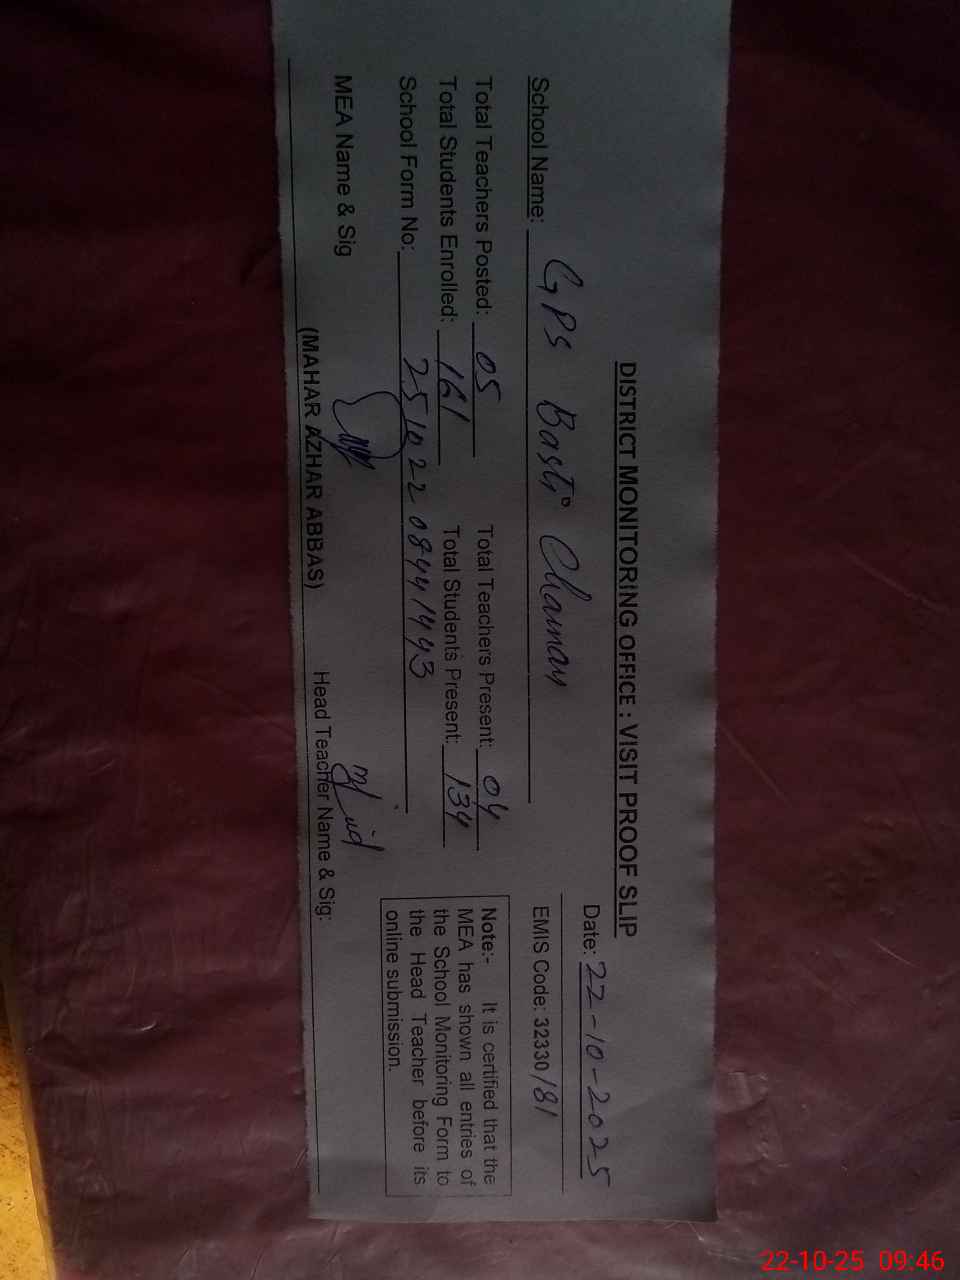 DISTRICT MONITORING OFFICE : VISIT PROOF SLIP
Date: 22-10-2025
School Name: GPS Basti Chaman
EMIS Code: 32330/81
Total Teachers Posted: 05 Total Teachers Present: 04
Total Students Enrolled: 161 Total Students Present: 134
School Form No: 25102208441443
Note:- It is certified that the
MEA has shown all entries of
the School Monitoring Form to
the Head Teacher before its
online submission.
MEA Name & Sig
(MAHAR AZHAR ABBAS)
Head Teacher Name & Sig:
22-10-25 09:46